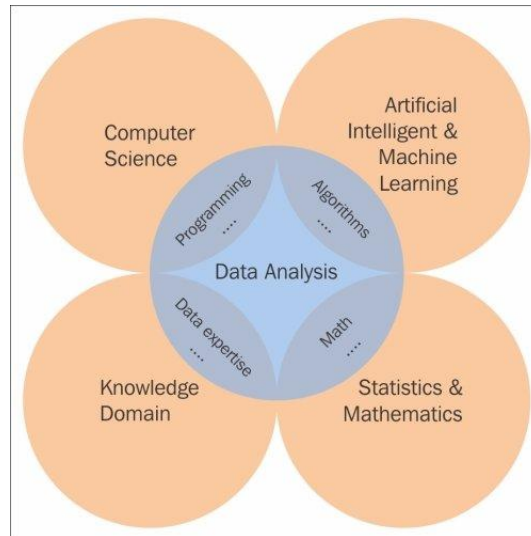 Computer
Science
Artificial
Intelligent &
Machine
Learning
Programming
....
Algorithms
....
Data Analysis
Data expertise
....
Math
....
Knowledge
Domain
Statistics &
Mathematics